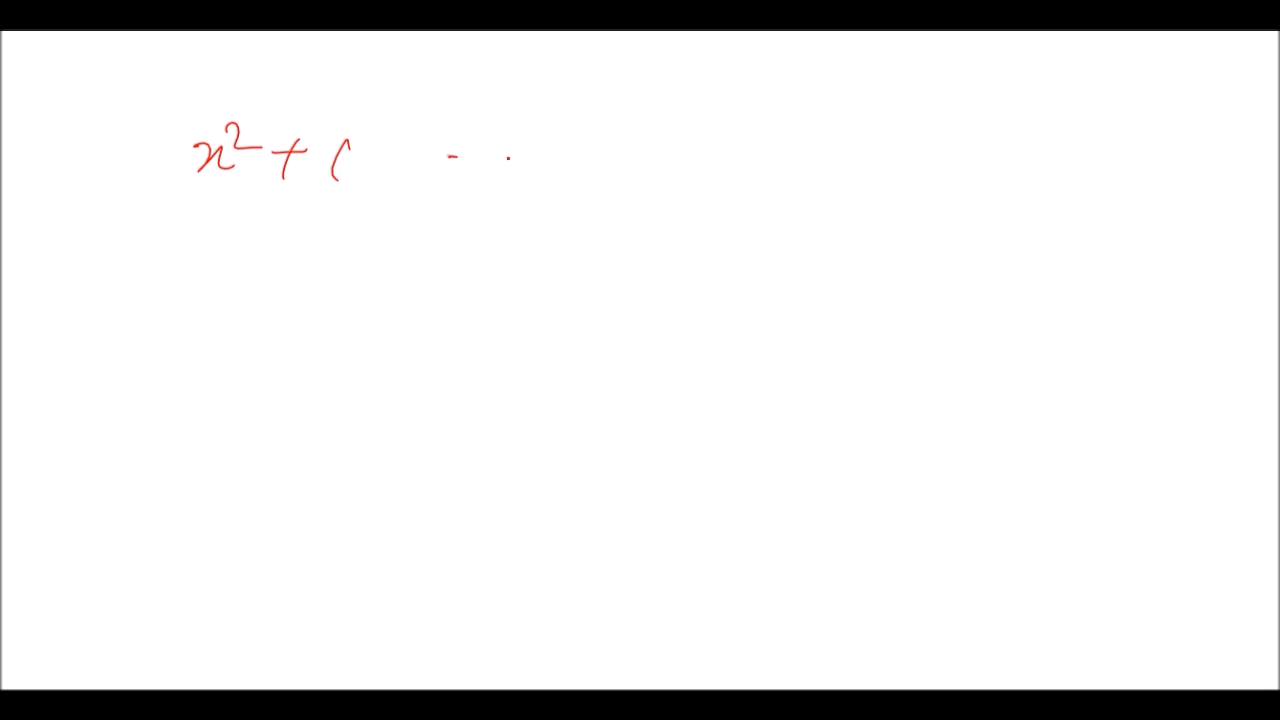 x² + ( - .